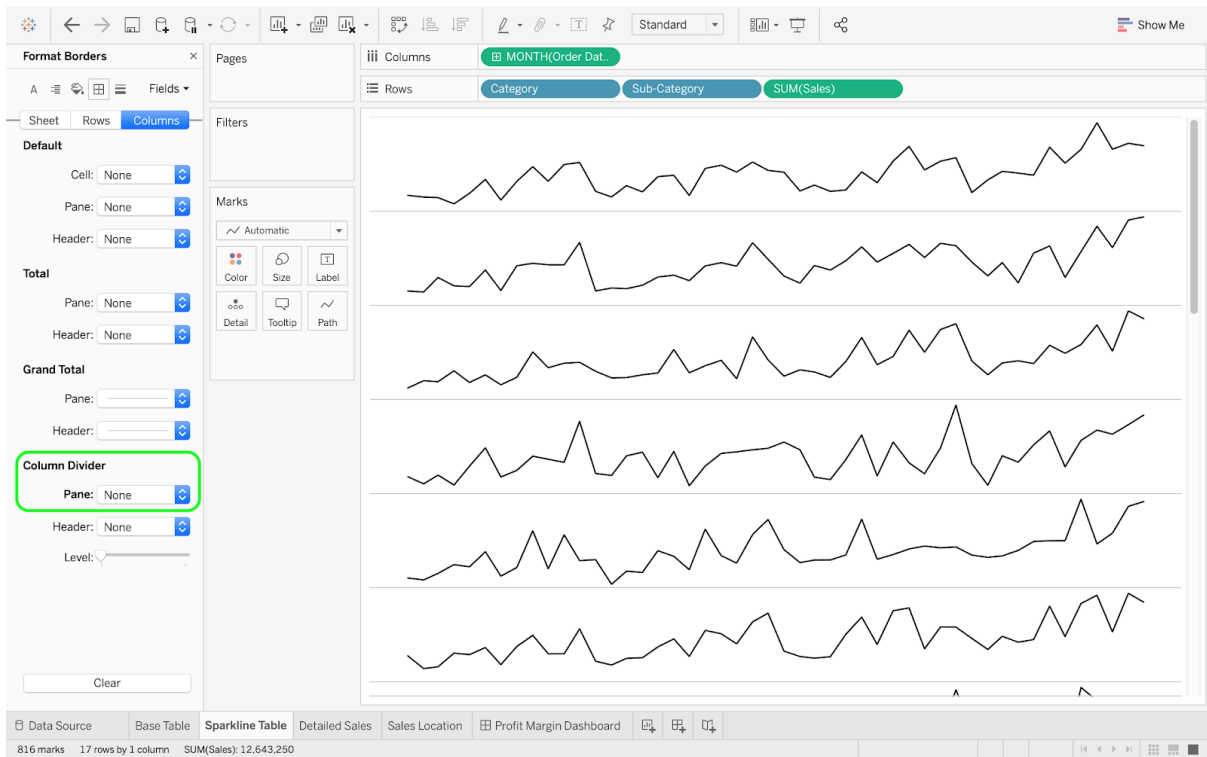 Standard
Show Me
Format Borders
Fields
Sheet Rows Columns
Default
Cell: None
Pane: None
Header: None
Total
Pane: None
Header: None
Grand Total
Pane:
Header:
Column Divider
Pane: None
Header: None
Level:
Clear
Pages
Filters
Marks
Automatic
Color Size Label
Detail Tooltip Path
Columns MONTH(Order Dat..
Rows Category Sub-Category SUM(Sales)
Data Source Base Table Sparkline Table Detailed Sales Sales Location Profit Margin Dashboard
816 marks 17 rows by 1 column SUM(Sales): 12,643,250